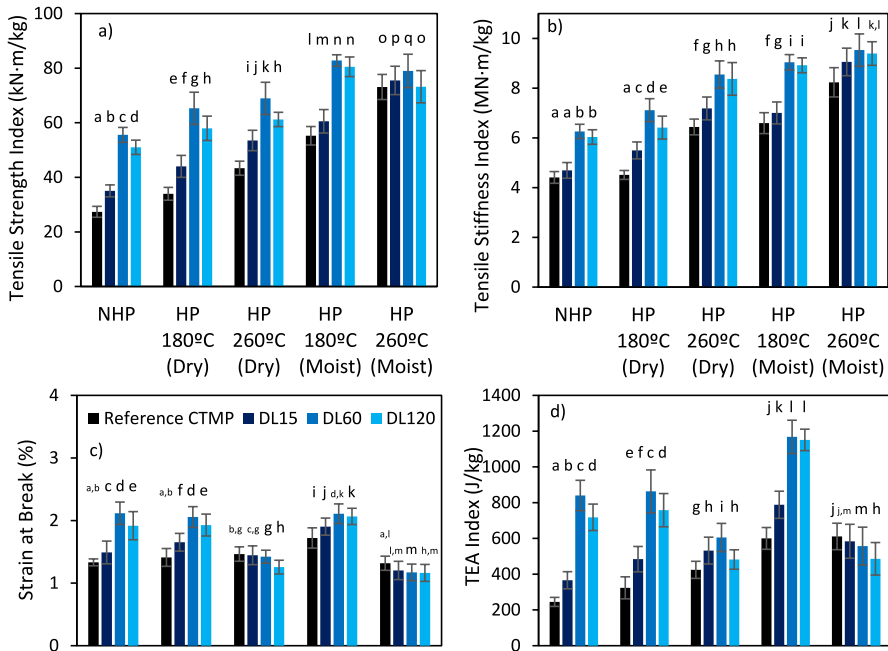 a)
Tensile Strength Index (kN·m/kg)
100
80
60
40
20
0
a b c d
e f g h
i j k h
l m n n
o p q o
NHP
HP
180ºC
(Dry)
HP
260ºC
(Dry)
HP
180ºC
(Moist)
HP
260ºC
(Moist)
b)
Tensile Stiffness Index (MN·m/kg)
10
8
6
4
2
0
a a b b
a c d e
f g h h
f g i i
j k l k,l
NHP
HP
180ºC
(Dry)
HP
260ºC
(Dry)
HP
180ºC
(Moist)
HP
260ºC
(Moist)
Reference CTMP DL15 DL60 DL120
c)
Strain at Break (%)
4
3
2
1
0
a,b c d e
a,b f d e
b,g c,g g h
i j d,k k
a,l
l,m m h,m
d)
TEA Index (J/kg)
1400
1200
1000
800
600
400
200
0
a b c d
e f c d
g h i h
j k l l
j j,m m h